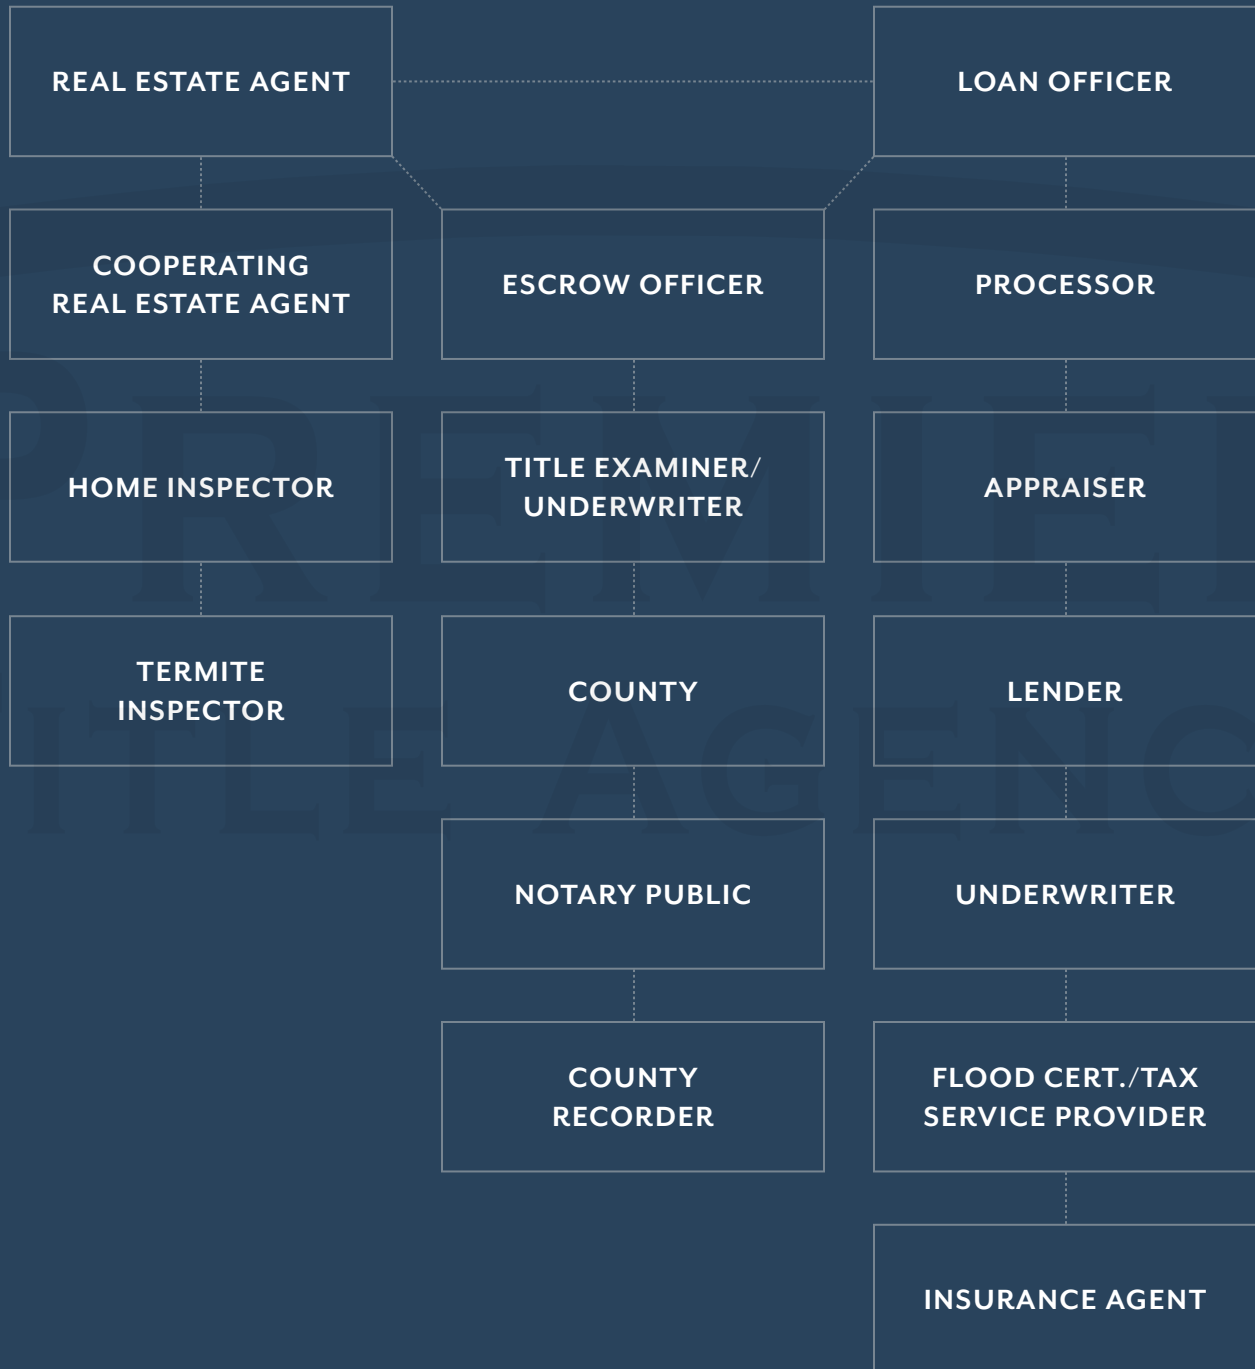 REAL ESTATE AGENT
LOAN OFFICER
COOPERATING
REAL ESTATE AGENT
ESCROW OFFICER
PROCESSOR
HOME INSPECTOR
TITLE EXAMINER/
UNDERWRITER
APPRAISER
TERMITE
INSPECTOR
COUNTY
LENDER
NOTARY PUBLIC
UNDERWRITER
COUNTY
RECORDER
FLOOD CERT./TAX
SERVICE PROVIDER
INSURANCE AGENT